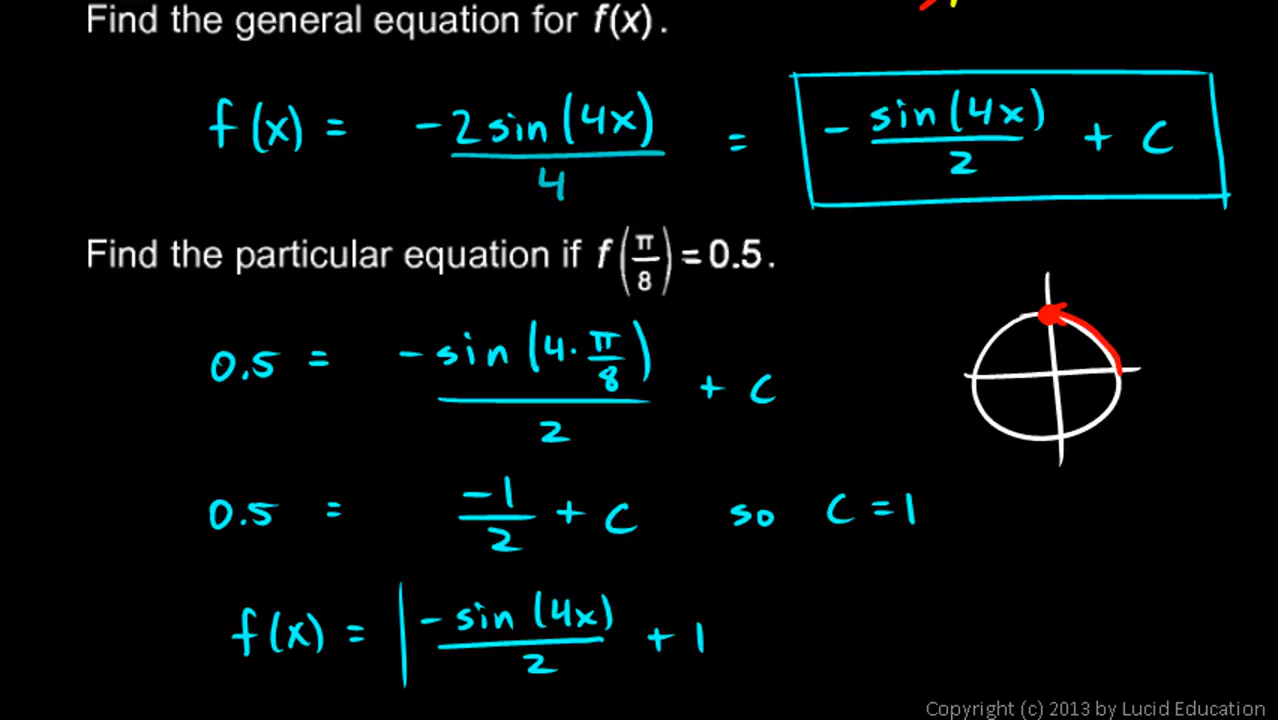 Find the general equation for f(x).
f(x) = -2sin(4x)/4 = -sin(4x)/2 + C
Find the particular equation if f(π/8) = 0.5.
0.5 = -sin(4·π/8)/2 + C
0.5 = -1/2 + C so C = 1
f(x) = -sin(4x)/2 + 1
Copyright (c) 2013 by Lucid Education